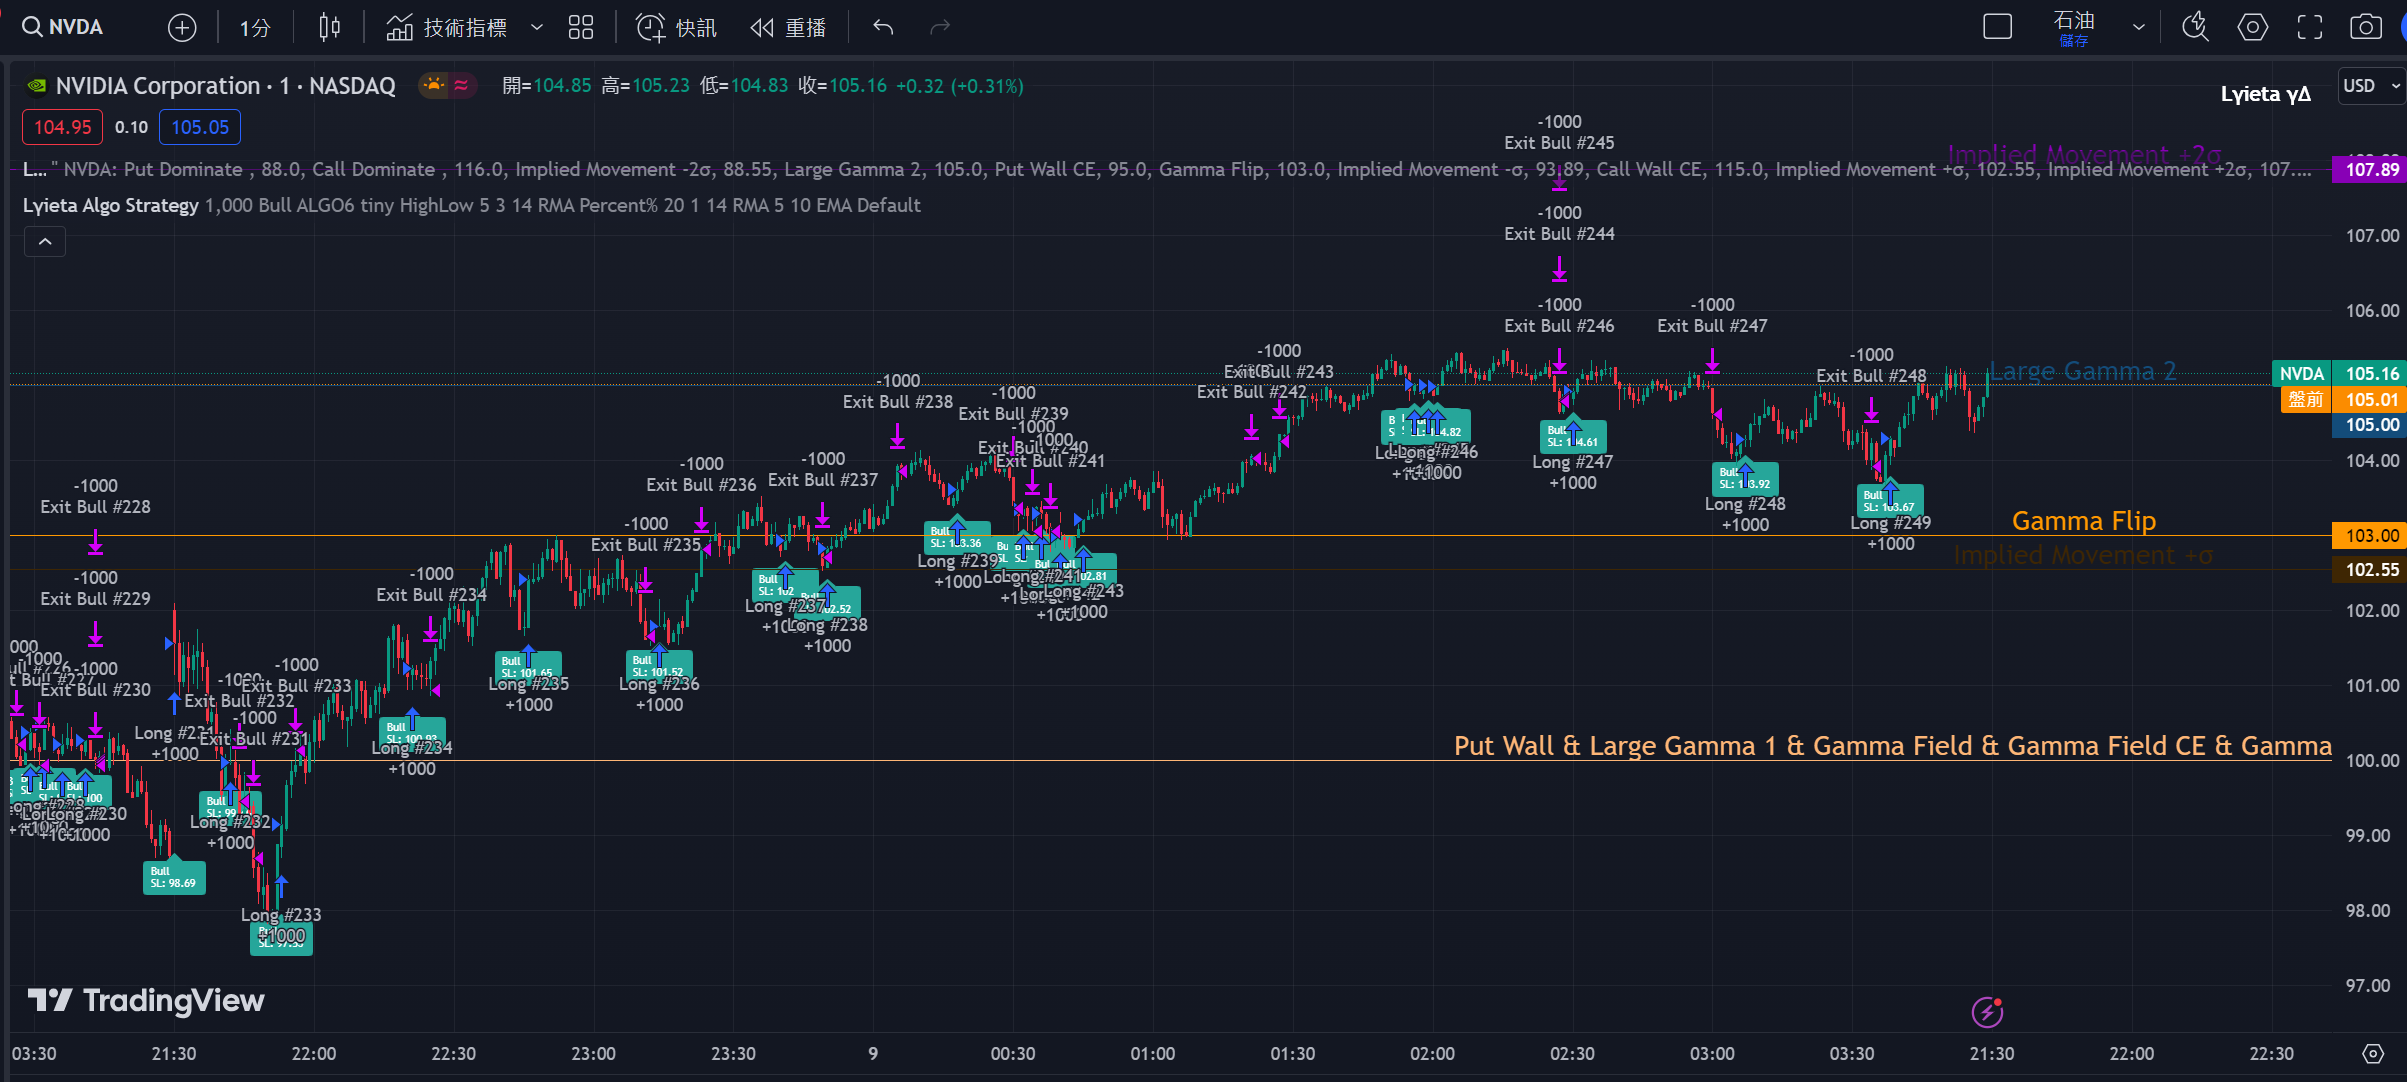 NVDA
1分
技術指標
快訊
重播
石油
儲存
NVIDIA Corporation · 1 · NASDAQ
開=104.85 高=105.23 低=104.83 收=105.16 +0.32 (+0.31%)
Lyieta γΔ
USD
104.95 0.10 105.05
L... " NVDA: Put Dominate , 88.0, Call Dominate , 116.0, Implied Movement -2σ, 88.55, Large Gamma 2, 105.0, Put Wall CE, 95.0, Gamma Flip, 103.0, Implied Movement -σ, 93.89, Call Wall CE, 115.0, Implied Movement +σ, 102.55, Implied Movement +2σ, 107....
Lyieta Algo Strategy 1,000 Bull ALGO6 tiny HighLow 5 3 14 RMA Percent% 20 1 14 RMA 5 10 EMA Default
Implied Movement +2σ
107.89
107.00
106.00
NVDA 105.16
盤前 105.01
105.00
104.00
103.00
102.55
102.00
101.00
100.00
99.00
98.00
97.00
Large Gamma 2
Gamma Flip
Implied Movement +σ
Put Wall & Large Gamma 1 & Gamma Field & Gamma Field CE & Gamma
-1000
Exit Bull #245
-1000
Exit Bull #244
-1000
Exit Bull #246
-1000
Exit Bull #247
-1000
Exit Bull #248
-1000
Exit Bull #243
Exit Bull #242
-1000
Exit Bull #238
-1000
Exit Bull #239
-1000
Exit Bull #240
-1000
Exit Bull #241
-1000
Exit Bull #237
-1000
Exit Bull #236
-1000
Exit Bull #235
-1000
Exit Bull #234
-1000
Exit Bull #228
-1000
Exit Bull #229
-1000
Exit Bull #230
-1000
Exit Bull #233
Exit Bull #232
-1000
Exit Bull #231
Long #230
+1000
Bull
SL: 98.69
+1000
Long #232
+1000
Long #233
+1000
Bull
Long #234
+1000
Bull
SL: 101.65
Long #235
+1000
Bull
SL: 101.52
Long #236
+1000
Bull
Long #237
Long #238
+1000
Bull
Long #239
+1000
Long #241
Long #243
+1000
Long #246
+1000
Bull
Long #247
+1000
Bull
Long #248
+1000
Bull
Long #249
+1000
TradingView
03:30 21:30 22:00 22:30 23:00 23:30 9 00:30 01:00 01:30 02:00 02:30 03:00 03:30 21:30 22:00 22:30